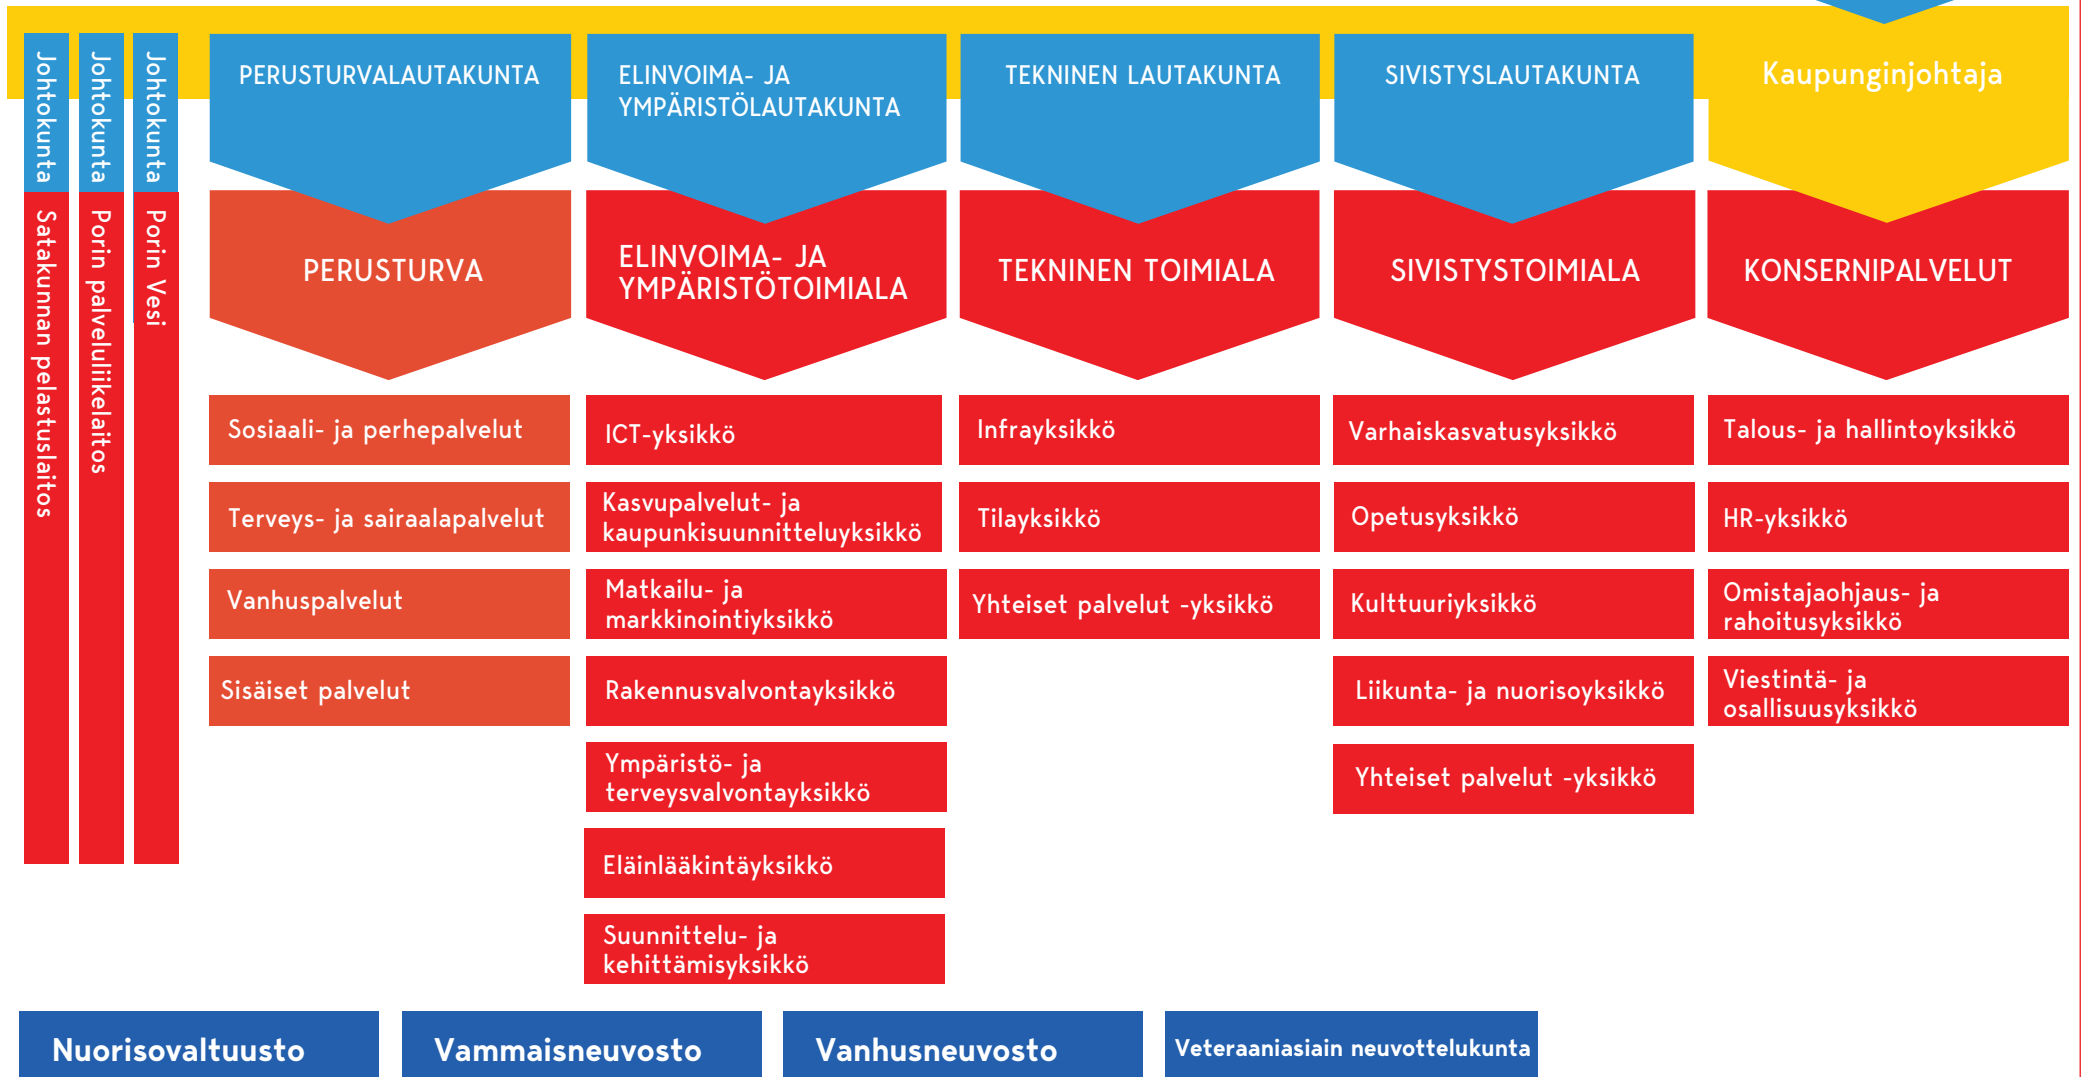 Johtokunta
Satakunnan pelastuslaitos
Johtokunta
Porin palveluliikelaitos
Johtokunta
Porin Vesi
PERUSTURVALAUTAKUNTA
PERUSTURVA
Sosiaali- ja perhepalvelut
Terveys- ja sairaalapalvelut
Vanhuspalvelut
Sisäiset palvelut
ELINVOIMA- JA
YMPÄRISTÖLAUTAKUNTA
ELINVOIMA- JA
YMPÄRISTÖTOIMIALA
ICT-yksikkö
Kasvupalvelut- ja
kaupunkisuunnitteluyksikkö
Matkailu- ja
markkinointiyksikkö
Rakennusvalvontayksikkö
Ympäristö- ja
terveysvalvontayksikkö
Eläinlääkintäyksikkö
Suunnittelu- ja
kehittämisyksikkö
TEKNINEN LAUTAKUNTA
TEKNINEN TOIMIALA
Infrayksikkö
Tilayksikkö
Yhteiset palvelut -yksikkö
SIVISTYSLAUTAKUNTA
SIVISTYSTOIMIALA
Varhaiskasvatusyksikkö
Opetusyksikkö
Kulttuuriyksikkö
Liikunta- ja nuorisoyksikkö
Yhteiset palvelut -yksikkö
Kaupunginjohtaja
KONSERNIPALVELUT
Talous- ja hallintoyksikkö
HR-yksikkö
Omistajaohjaus- ja
rahoitusyksikkö
Viestintä- ja
osallisuusyksikkö
Nuorisovaltuusto
Vammaisneuvosto
Vanhusneuvosto
Veteraaniasiain neuvottelukunta